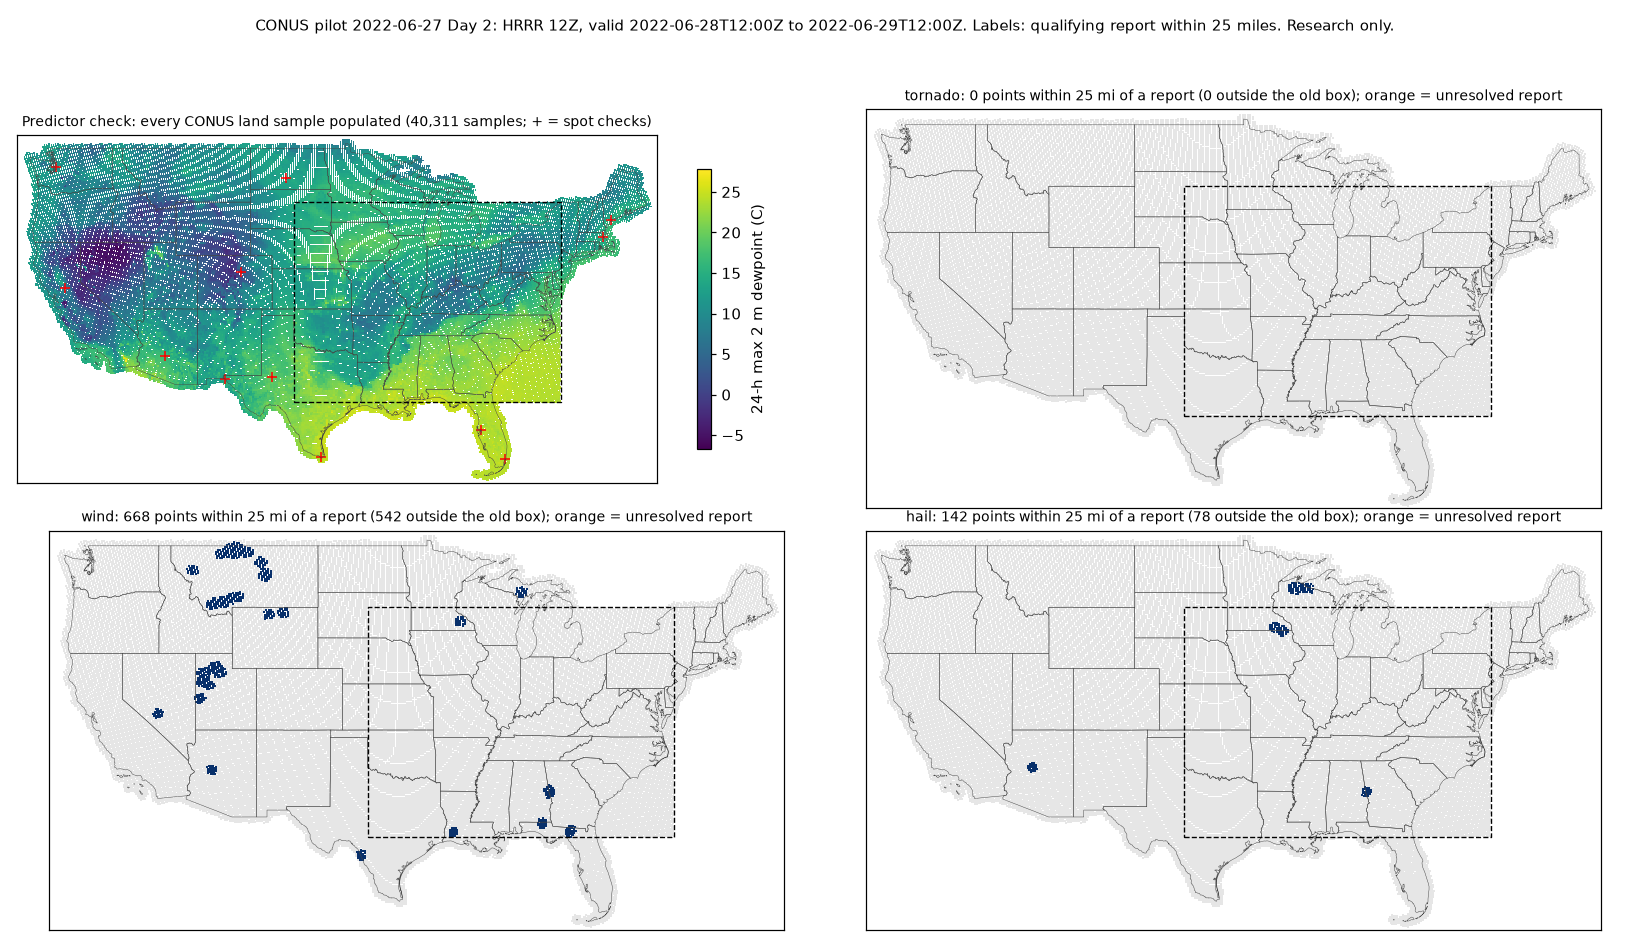 CONUS pilot 2022-06-27 Day 2: HRRR 12Z, valid 2022-06-28T12:00Z to 2022-06-29T12:00Z. Labels: qualifying report within 25 miles. Research only.
Predictor check: every CONUS land sample populated (40,311 samples; + = spot checks)
25
20
15
10
5
0
−5
24-h max 2 m dewpoint (C)
tornado: 0 points within 25 mi of a report (0 outside the old box); orange = unresolved report
wind: 668 points within 25 mi of a report (542 outside the old box); orange = unresolved report
hail: 142 points within 25 mi of a report (78 outside the old box); orange = unresolved report